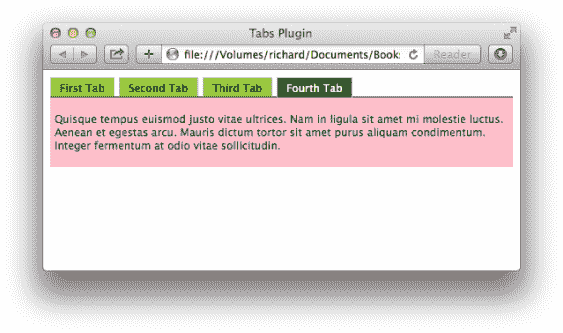 Tabs Plugin
file:///Volumes/richard/Documents/Book Reader
First Tab Second Tab Third Tab Fourth Tab
Quisque tempus euismod justo vitae ultrices. Nam in ligula sit amet mi molestie luctus.
Aenean et egestas arcu. Mauris dictum tortor sit amet purus aliquam condimentum.
Integer fermentum at odio vitae sollicitudin.